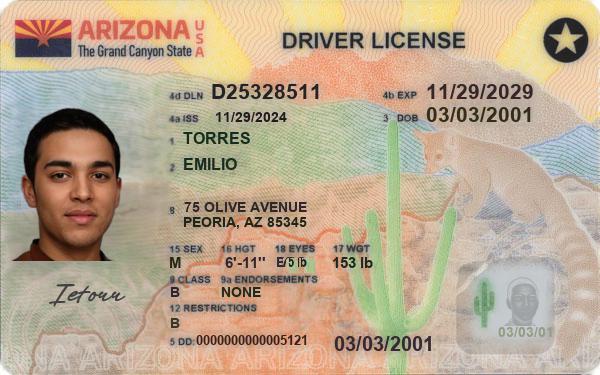 ARIZONA USA
The Grand Canyon State
DRIVER LICENSE
4d DLN D25328511
4b EXP 11/29/2029
4a ISS 11/29/2024
3 DOB 03/03/2001
1 TORRES
2 EMILIO
8 75 OLIVE AVENUE
PEORIA, AZ 85345
15 SEX 16 HGT 18 EYES 17 WGT
M 6'-11" E/5 lb 153 lb
9 CLASS 9a ENDORSEMENTS
B NONE
12 RESTRICTIONS
B
5 DD: 0000000000005121
03/03/2001
03/03/01
ARIZONA ARIZONA ARIZONA ARIZONA